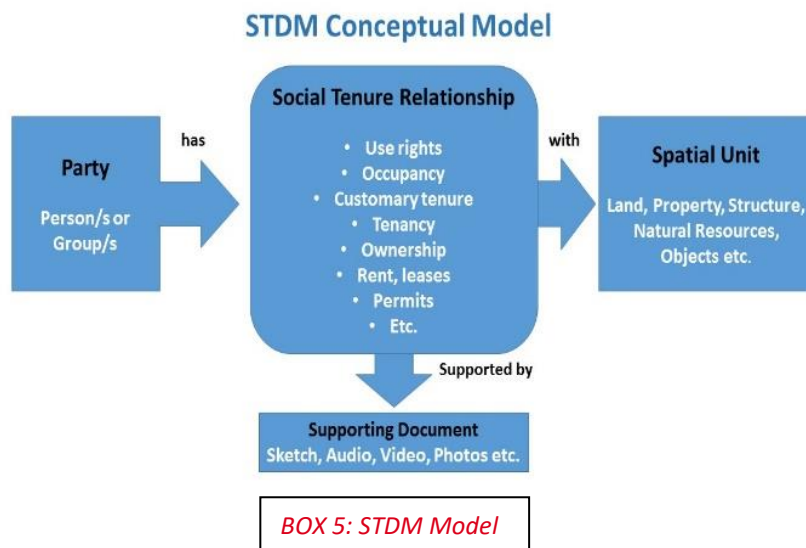 STDM Conceptual Model
Party
Person/s or
Group/s
has
Social Tenure Relationship
• Use rights
• Occupancy
• Customary tenure
• Tenancy
• Ownership
• Rent, leases
• Permits
• Etc.
with
Spatial Unit
Land, Property, Structure,
Natural Resources,
Objects etc.
Supported by
Supporting Document
Sketch, Audio, Video, Photos etc.
BOX 5: STDM Model